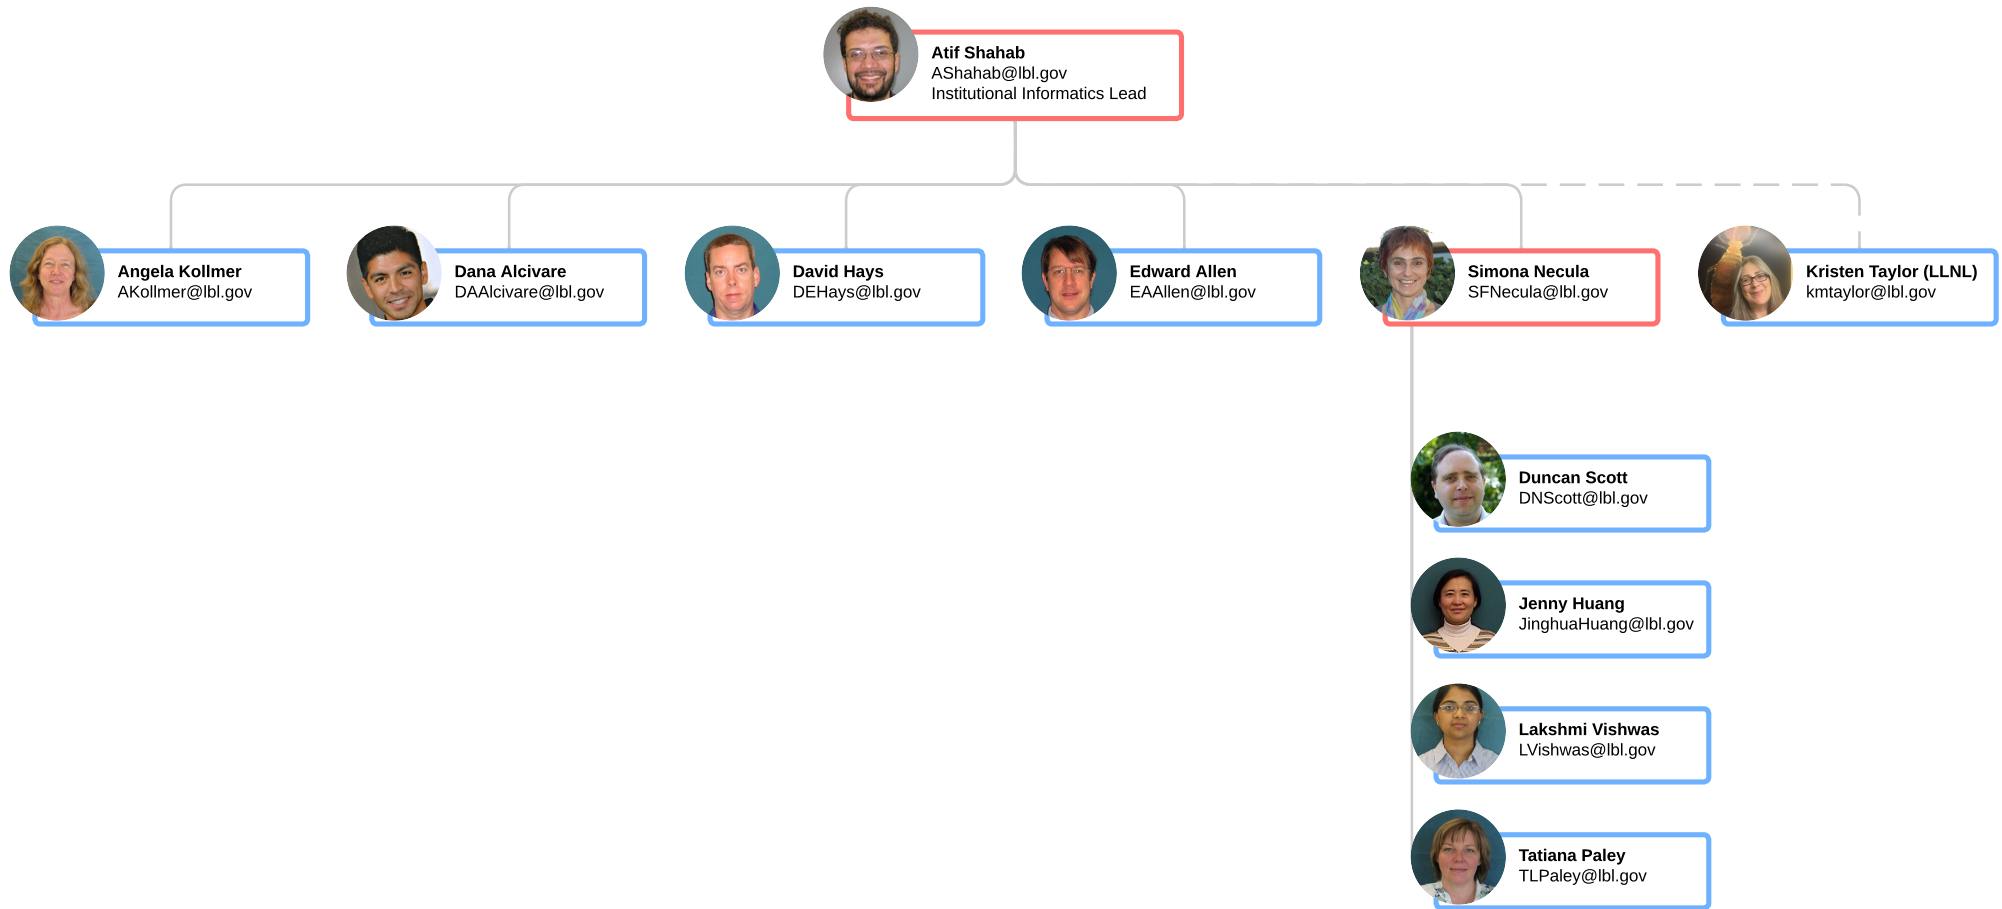 Atif Shahab
AShahab@lbl.gov
Institutional Informatics Lead
Angela Kollmer
AKollmer@lbl.gov
Dana Alcivare
DAAlcivare@lbl.gov
David Hays
DEHays@lbl.gov
Edward Allen
EAAllen@lbl.gov
Simona Necula
SFNecula@lbl.gov
Kristen Taylor (LLNL)
kmtaylor@lbl.gov
Duncan Scott
DNScott@lbl.gov
Jenny Huang
JinghuaHuang@lbl.gov
Lakshmi Vishwas
LVishwas@lbl.gov
Tatiana Paley
TLPaley@lbl.gov